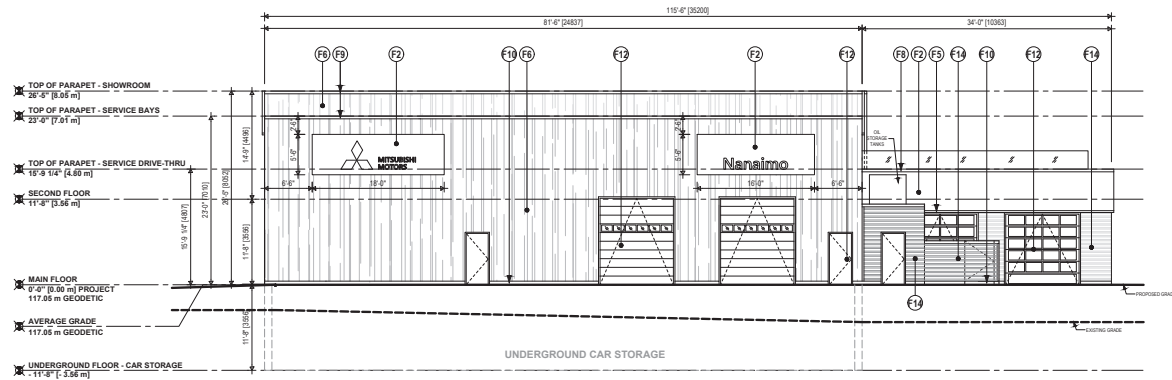 115'-6" [35200]
81'-6" [24837]
34'-0" [10363]
F6
F9
F2
F10
F6
F12
F2
F12
F8
F2
F5
F14
F10
F12
F14
TOP OF PARAPET - SHOWROOM
26'-5" [8.05 m]
TOP OF PARAPET - SERVICE BAYS
23'-0" [7.01 m]
TOP OF PARAPET - SERVICE DRIVE-THRU
15'-9 1/4" [4.80 m]
SECOND FLOOR
11'-8" [3.56 m]
MAIN FLOOR
0'-0" [0.00 m] PROJECT
117.05 m GEODETIC
AVERAGE GRADE
117.05 m GEODETIC
UNDERGROUND FLOOR - CAR STORAGE
- 11'-8" [- 3.56 m]
15'-9 1/4" [4807]
23'-0" [7010]
26'-5" [8052]
14'-9" [4496]
11'-8" [3556]
11'-8" [3556]
2'-6"
5'-6"
MITSUBISHI
MOTORS
6'-6"
18'-0"
2'-6"
5'-6"
Nanaimo
16'-0"
6'-6"
OIL
STORAGE
TANKS
F14
PROPOSED GRADE
EXISTING GRADE
UNDERGROUND CAR STORAGE